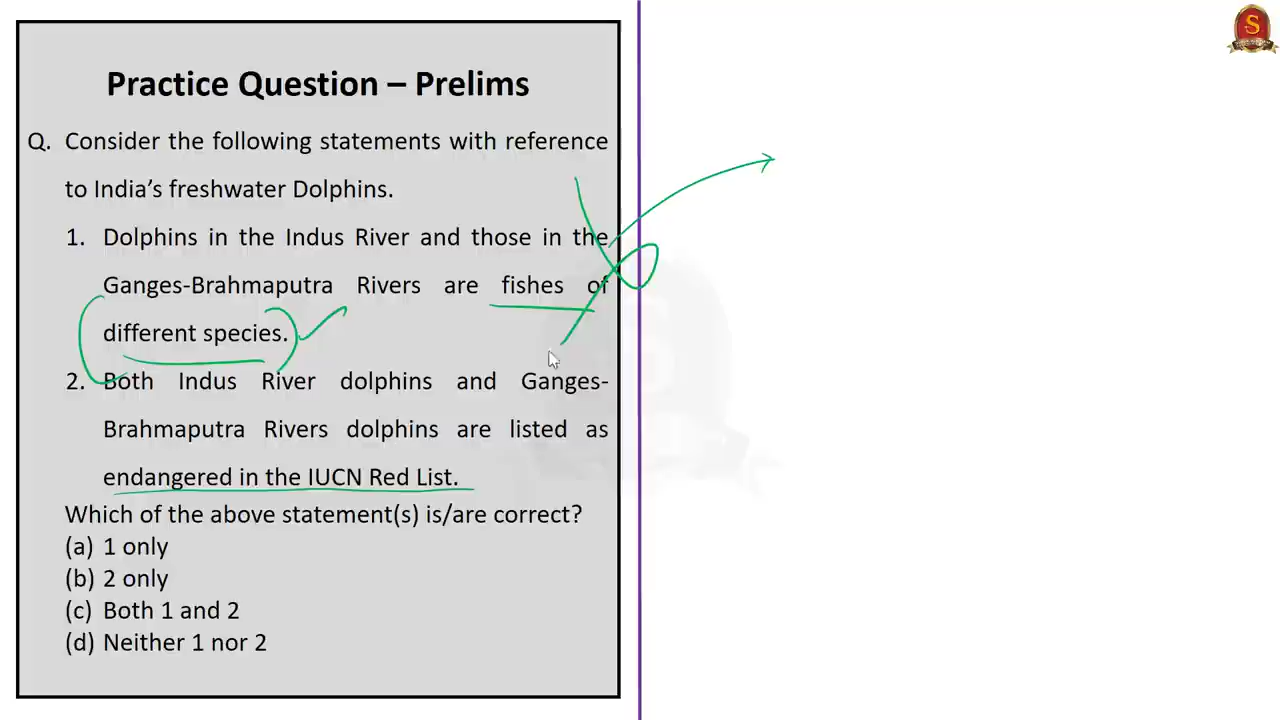 Practice Question – Prelims
Q. Consider the following statements with reference
to India’s freshwater Dolphins.
1. Dolphins in the Indus River and those in the
Ganges-Brahmaputra Rivers are fishes of
different species.
2. Both Indus River dolphins and Ganges-
Brahmaputra Rivers dolphins are listed as
endangered in the IUCN Red List.
Which of the above statement(s) is/are correct?
(a) 1 only
(b) 2 only
(c) Both 1 and 2
(d) Neither 1 nor 2
S